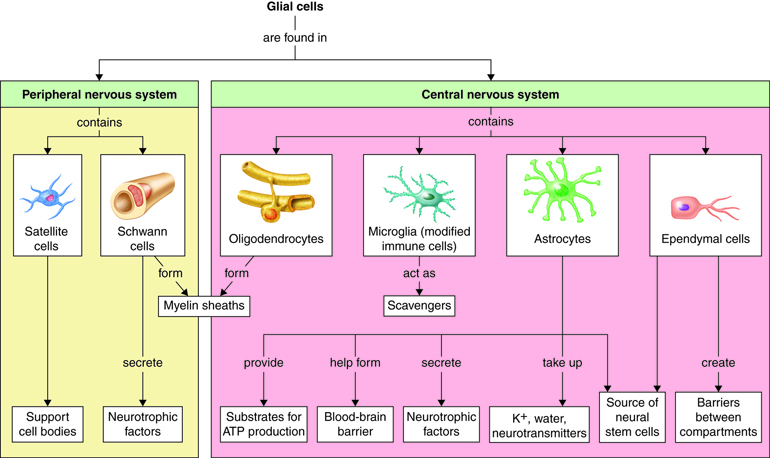 Glial cells
are found in
Peripheral nervous system
Central nervous system
contains
contains
Satellite
cells
Schwann
cells
Oligodendrocytes
Microglia (modified
immune cells)
Astrocytes
Ependymal cells
form
form
act as
Myelin sheaths
Scavengers
secrete
provide
help form
secrete
take up
create
Support
cell bodies
Neurotrophic
factors
Substrates for
ATP production
Blood-brain
barrier
Neurotrophic
factors
K+, water,
neurotransmitters
Source of
neural
stem cells
Barriers
between
compartments